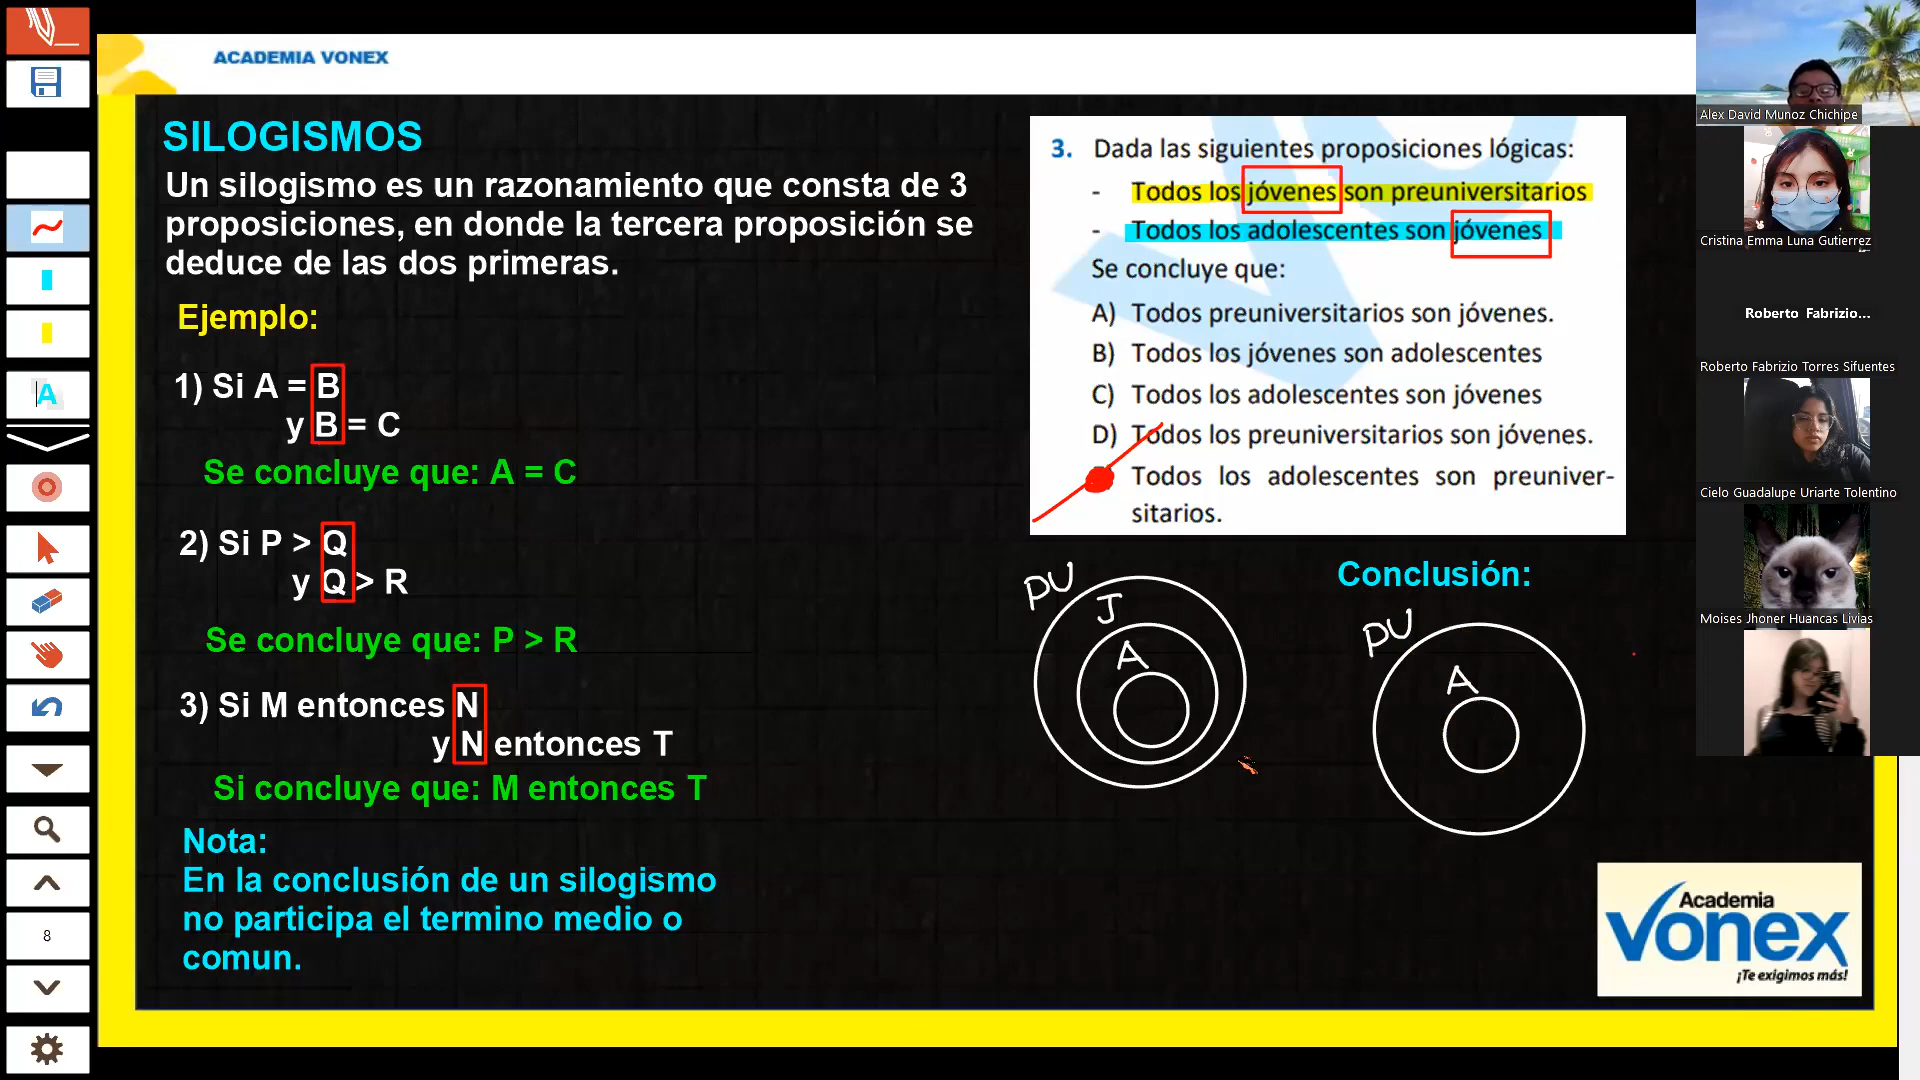 ACADEMIA VONEX
SILOGISMOS
Un silogismo es un razonamiento que consta de 3
proposiciones, en donde la tercera proposición se
deduce de las dos primeras.
Ejemplo:
1) Si A = B
y B = C
Se concluye que: A = C
2) Si P > Q
y Q > R
Se concluye que: P > R
3) Si M entonces N
y N entonces T
Si concluye que: M entonces T
Nota:
En la conclusión de un silogismo
no participa el termino medio o
comun.
3. Dada las siguientes proposiciones lógicas:
- Todos los jóvenes son preuniversitarios
- Todos los adolescentes son jóvenes
Se concluye que:
A) Todos preuniversitarios son jóvenes.
B) Todos los jóvenes son adolescentes
C) Todos los adolescentes son jóvenes
D) Todos los preuniversitarios son jóvenes.
Todos los adolescentes son preuniver-
sitarios.
PU
J
A
Conclusión:
PU
A
Academia
Vonex
¡Te exigimos más!
Alex David Munoz Chichipe
Cristina Emma Luna Gutierrez
Roberto Fabrizio...
Roberto Fabrizio Torres Sifuentes
Cielo Guadalupe Uriarte Tolentino
Moises Jhoner Huancas Livias
A
8